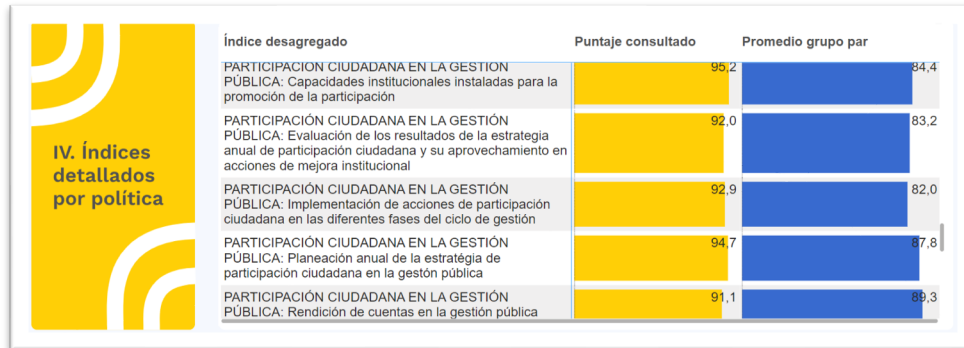 Índice desagregado Puntaje consultado Promedio grupo par
PARTICIPACIÓN CIUDADANA EN LA GESTIÓN
PÚBLICA: Capacidades institucionales instaladas para la
promoción de la participación
95,2 84,4
PARTICIPACIÓN CIUDADANA EN LA GESTIÓN
PÚBLICA: Evaluación de los resultados de la estrategia
anual de participación ciudadana y su aprovechamiento en
acciones de mejora institucional
92,0 83,2
PARTICIPACIÓN CIUDADANA EN LA GESTIÓN
PÚBLICA: Implementación de acciones de participación
ciudadana en las diferentes fases del ciclo de gestión
92,9 82,0
PARTICIPACIÓN CIUDADANA EN LA GESTIÓN
PÚBLICA: Planeación anual de la estratégia de
participación ciudadana en la gestón pública
94,7 87,8
PARTICIPACIÓN CIUDADANA EN LA GESTIÓN
PÚBLICA: Rendición de cuentas en la gestión pública
91,1 89,3
IV. Índices
detallados
por política